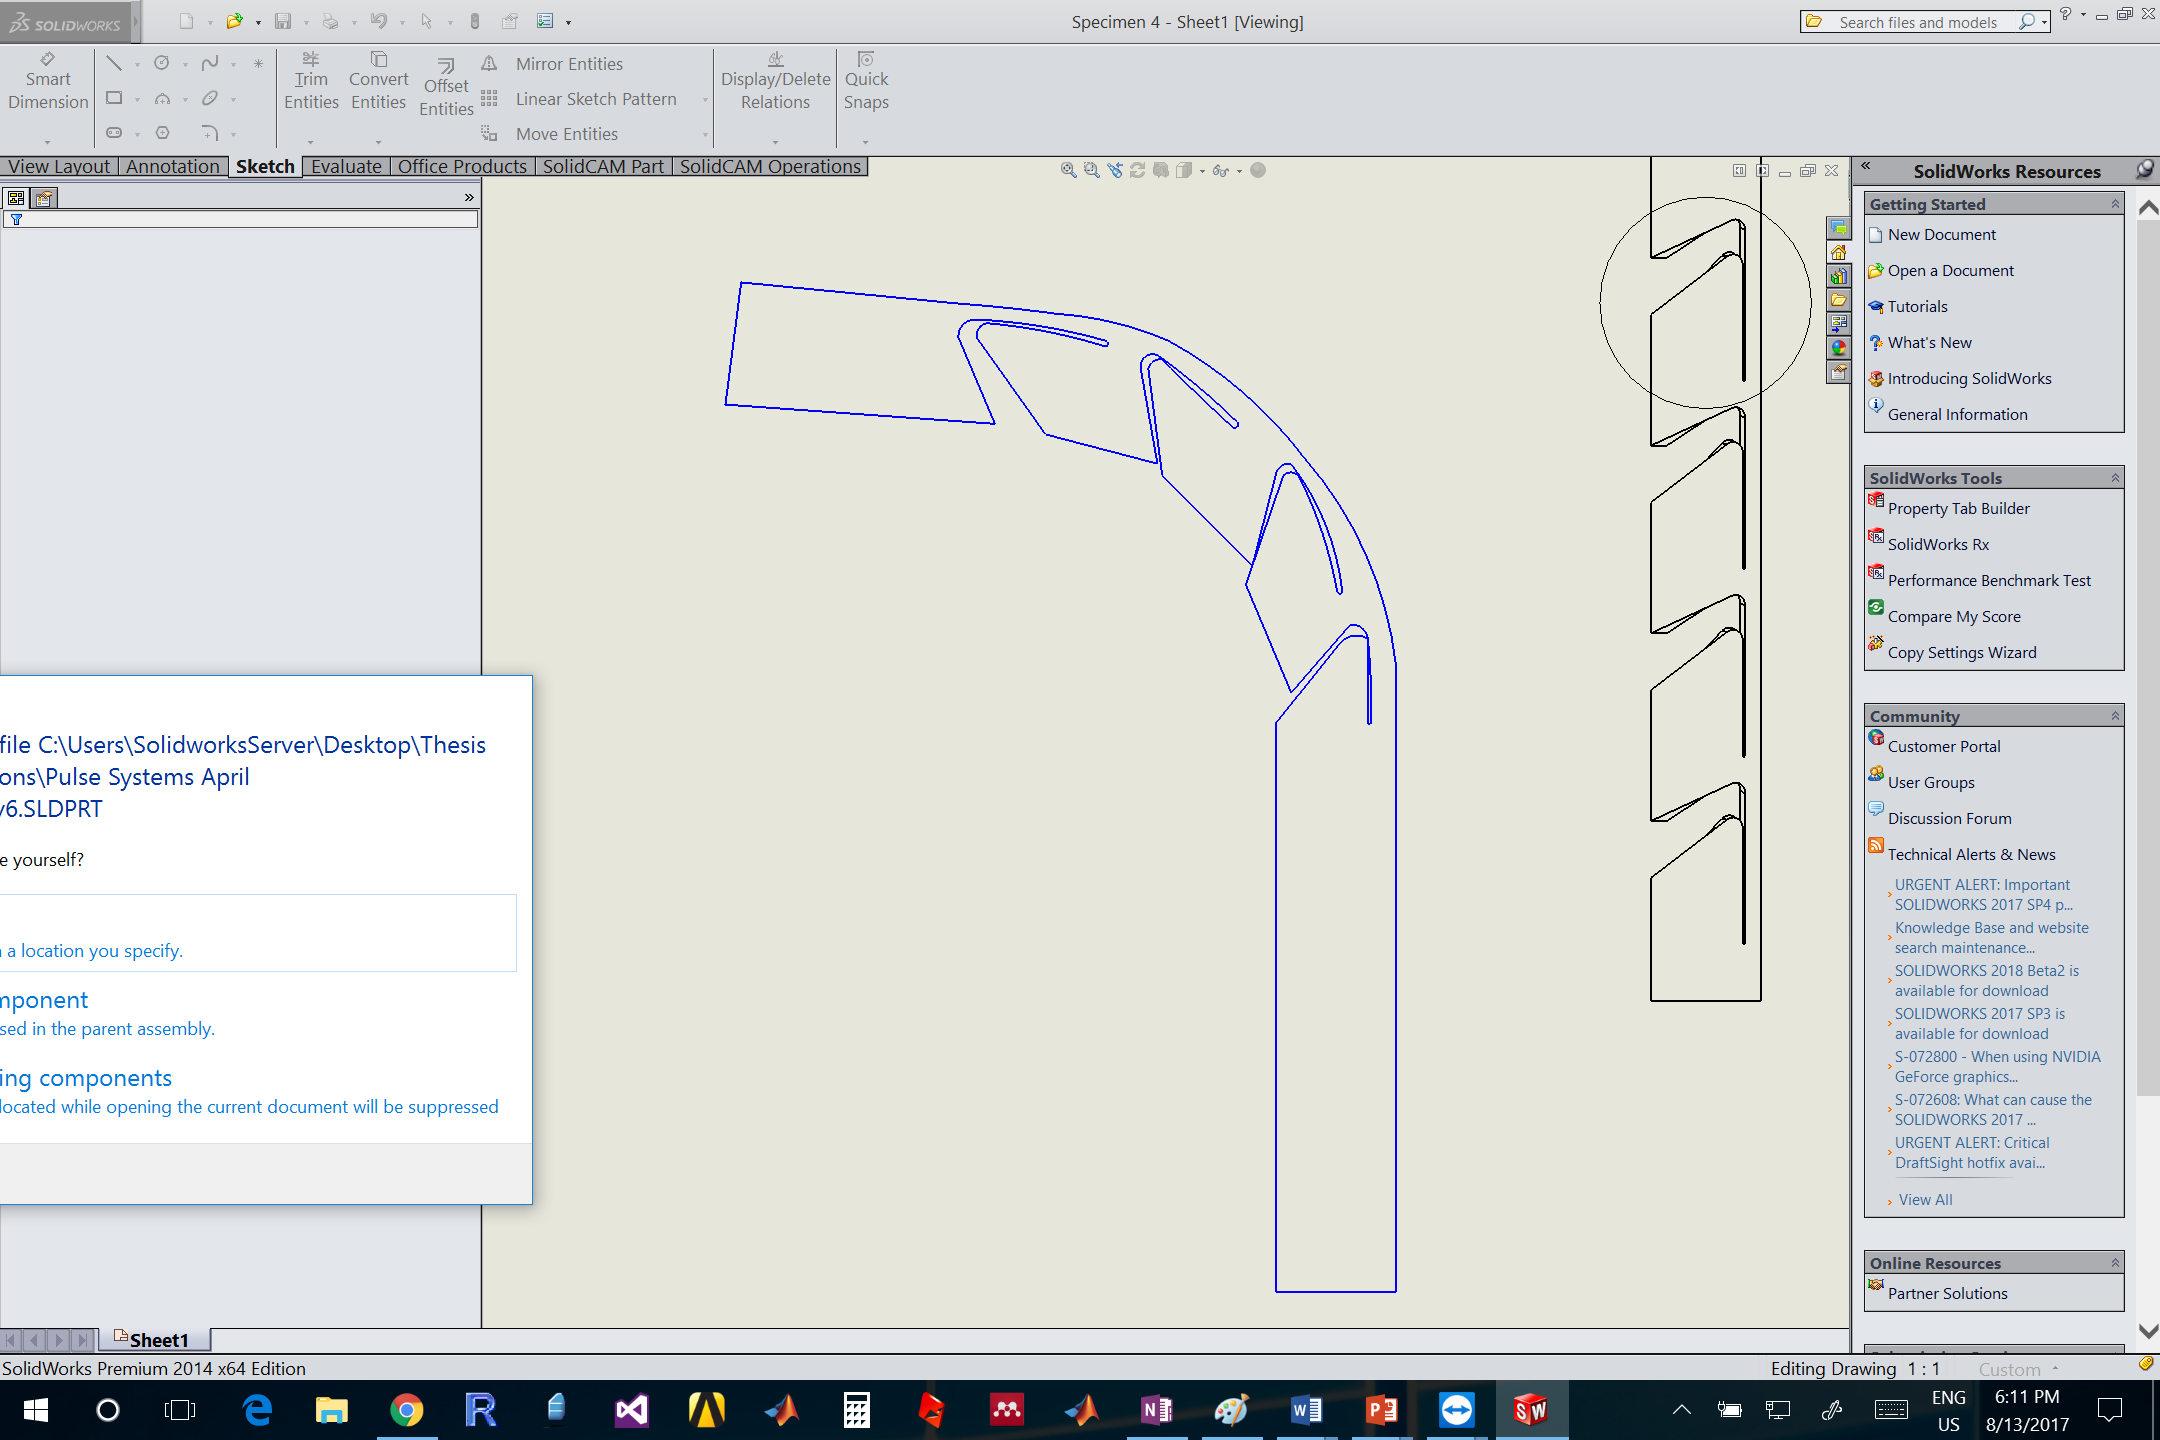 SOLIDWORKS
Specimen 4 - Sheet1 [Viewing]
Search files and models
Smart
Dimension
Trim
Entities
Convert
Entities
Offset
Entities
Mirror Entities
Linear Sketch Pattern
Move Entities
Display/Delete
Relations
Quick
Snaps
View Layout
Annotation
Sketch
Evaluate
Office Products
SolidCAM Part
SolidCAM Operations
file C:\Users\SolidworksServer\Desktop\Thesis
ons\Pulse Systems April
v6.SLDPRT
e yourself?
a location you specify.
mponent
sed in the parent assembly.
ing components
located while opening the current document will be suppressed
SolidWorks Resources
Getting Started
New Document
Open a Document
Tutorials
What's New
Introducing SolidWorks
General Information
SolidWorks Tools
Property Tab Builder
SolidWorks Rx
Performance Benchmark Test
Compare My Score
Copy Settings Wizard
Community
Customer Portal
User Groups
Discussion Forum
Technical Alerts & News
URGENT ALERT: Important
SOLIDWORKS 2017 SP4 p...
Knowledge Base and website
search maintenance...
SOLIDWORKS 2018 Beta2 is
available for download
SOLIDWORKS 2017 SP3 is
available for download
S-072800 - When using NVIDIA
GeForce graphics...
S-072608: What can cause the
SOLIDWORKS 2017 ...
URGENT ALERT: Critical
DraftSight hotfix avai...
View All
Online Resources
Partner Solutions
Sheet1
SolidWorks Premium 2014 x64 Edition
Editing Drawing
1 : 1
Custom
ENG
US
6:11 PM
8/13/2017